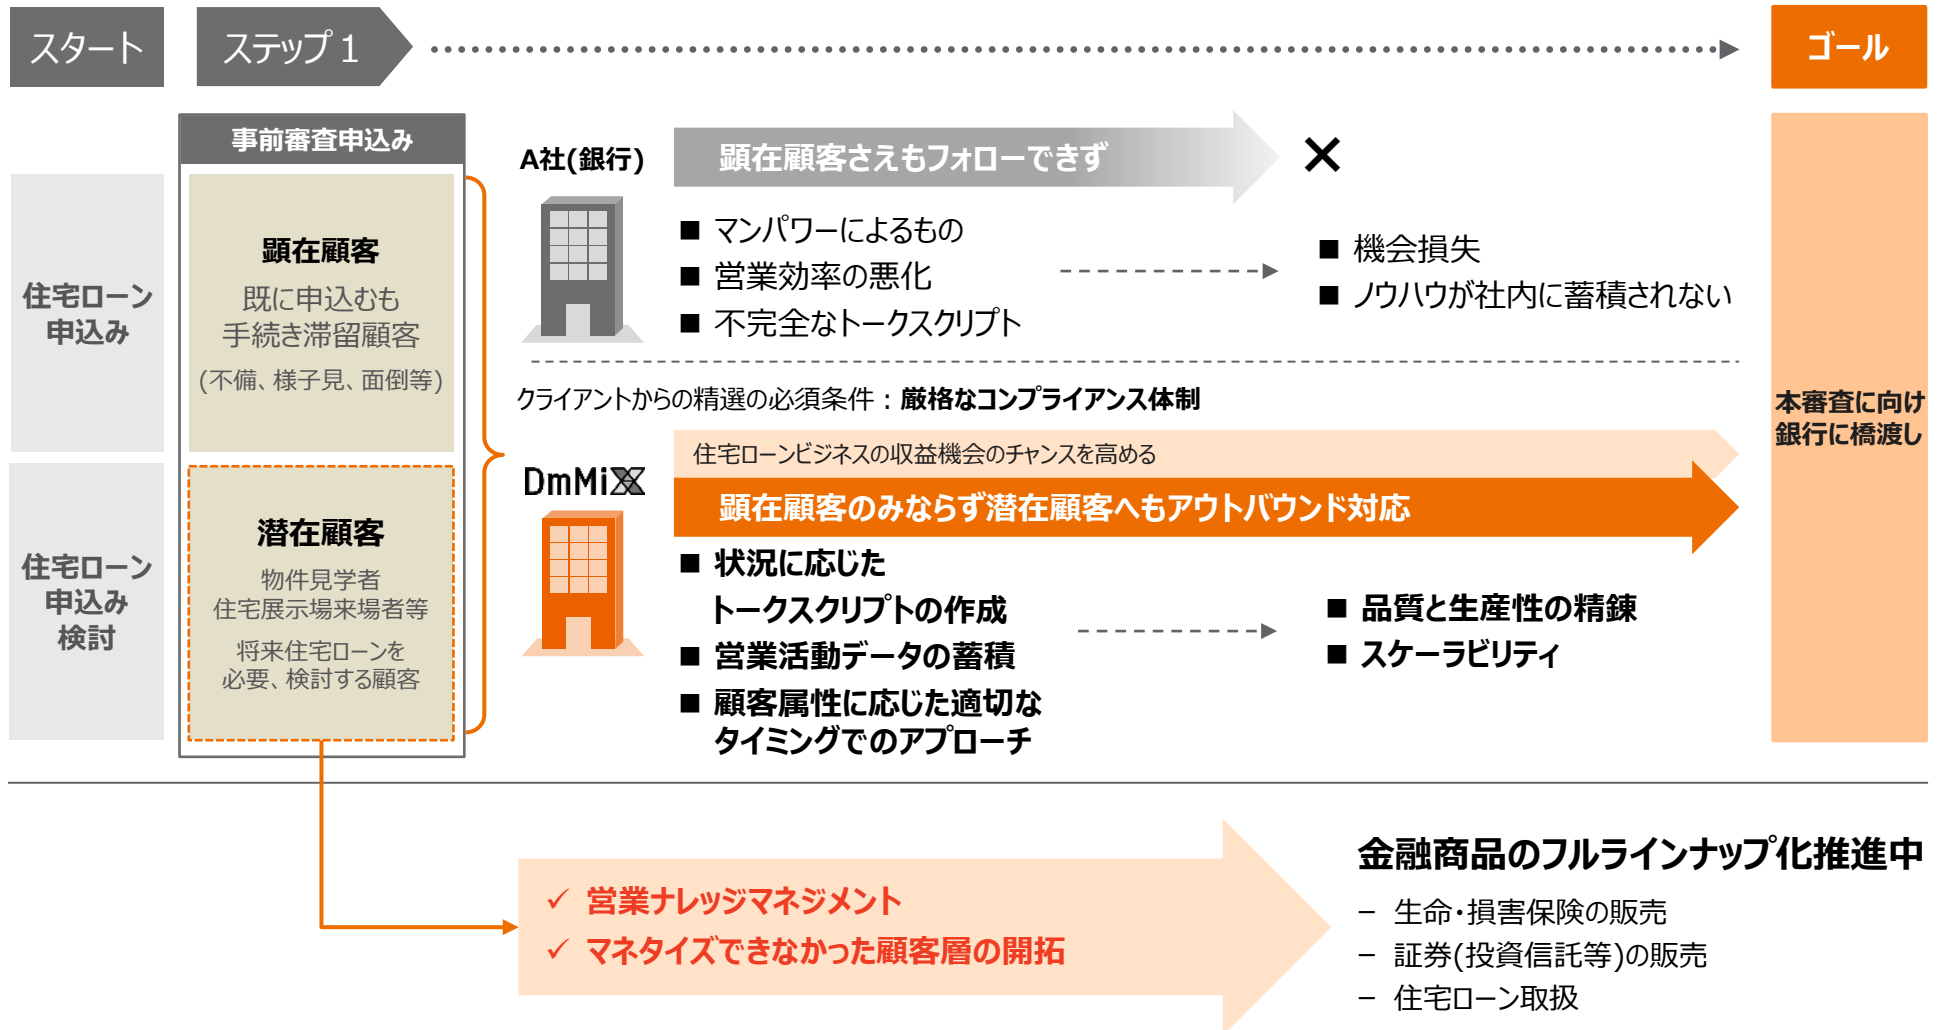 スタート
ステップ 1
ゴール
事前審査申込み
住宅ローン
申込み
顕在顧客
既に申込むも
手続き滞留顧客
(不備、様子見、面倒等)
住宅ローン
申込み
検討
潜在顧客
物件見学者
住宅展示場来場者等
将来住宅ローンを
必要、検討する顧客
A社(銀行)
顕在顧客さえもフォローできず
×
■ マンパワーによるもの
■ 営業効率の悪化
■ 不完全なトークスクリプト
■ 機会損失
■ ノウハウが社内に蓄積されない
クライアントからの精選の必須条件：厳格なコンプライアンス体制
DmMiX
住宅ローンビジネスの収益機会のチャンスを高める
顕在顧客のみならず潜在顧客へもアウトバウンド対応
■ 状況に応じた
トークスクリプトの作成
■ 営業活動データの蓄積
■ 顧客属性に応じた適切な
タイミングでのアプローチ
■ 品質と生産性の精錬
■ スケーラビリティ
本審査に向け
銀行に橋渡し
✓ 営業ナレッジマネジメント
✓ マネタイズできなかった顧客層の開拓
金融商品のフルラインナップ化推進中
− 生命・損害保険の販売
− 証券(投資信託等)の販売
− 住宅ローン取扱